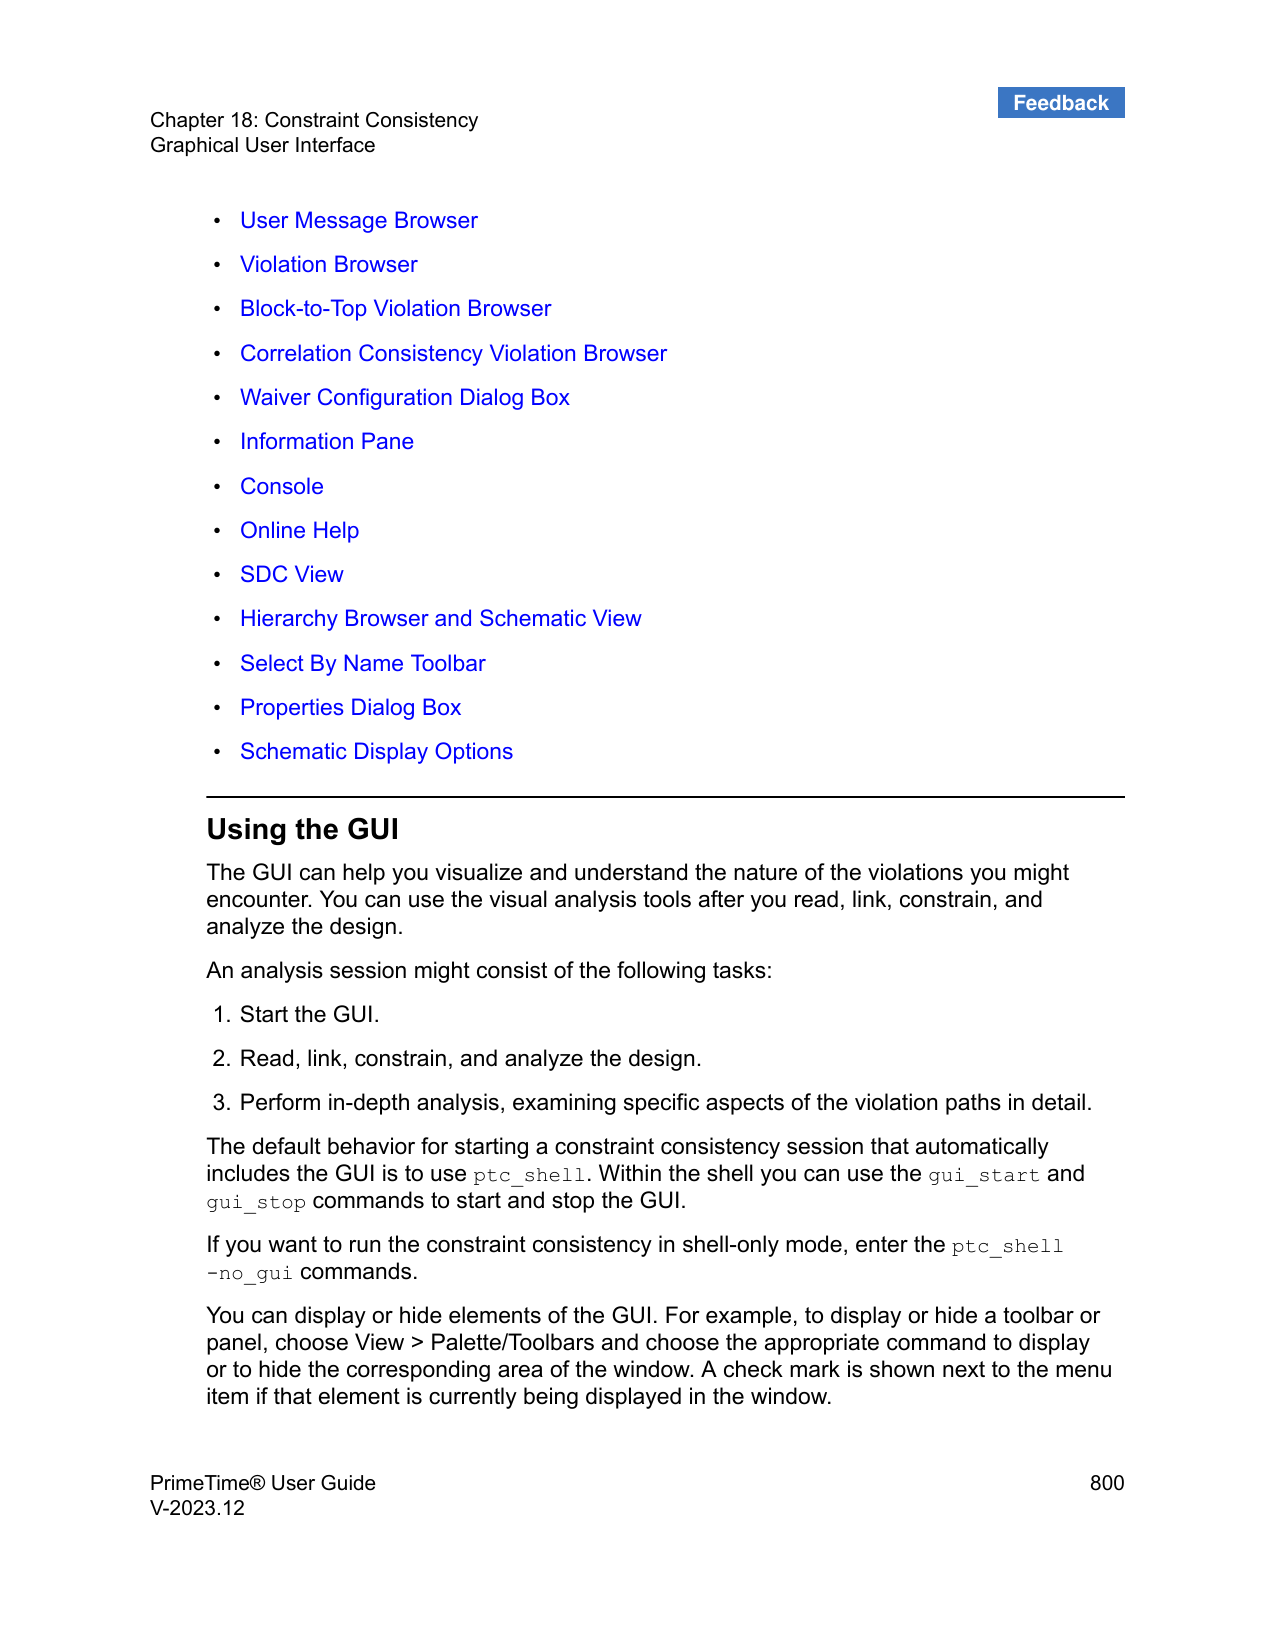 Feedback
Chapter 18: Constraint Consistency
Graphical User Interface
• User Message Browser
• Violation Browser
• Block-to-Top Violation Browser
• Correlation Consistency Violation Browser
• Waiver Configuration Dialog Box
• Information Pane
• Console
• Online Help
• SDC View
• Hierarchy Browser and Schematic View
• Select By Name Toolbar
• Properties Dialog Box
• Schematic Display Options
Using the GUI
The GUI can help you visualize and understand the nature of the violations you might
encounter. You can use the visual analysis tools after you read, link, constrain, and
analyze the design.
An analysis session might consist of the following tasks:
1. Start the GUI.
2. Read, link, constrain, and analyze the design.
3. Perform in-depth analysis, examining specific aspects of the violation paths in detail.
The default behavior for starting a constraint consistency session that automatically
includes the GUI is to use ptc_shell. Within the shell you can use the gui_start and
gui_stop commands to start and stop the GUI.
If you want to run the constraint consistency in shell-only mode, enter the ptc_shell
-no_gui commands.
You can display or hide elements of the GUI. For example, to display or hide a toolbar or
panel, choose View > Palette/Toolbars and choose the appropriate command to display
or to hide the corresponding area of the window. A check mark is shown next to the menu
item if that element is currently being displayed in the window.
PrimeTime® User Guide 800
V-2023.12